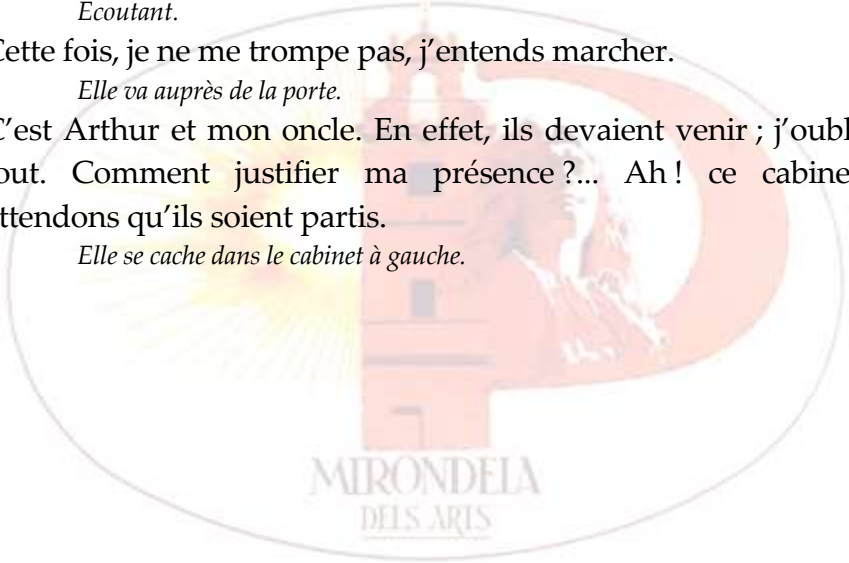 Écoutant.
Cette fois, je ne me trompe pas, j’entends marcher.
Elle va auprès de la porte.
C’est Arthur et mon oncle. En effet, ils devaient venir ; j’oubl
out. Comment justifier ma présence ?... Ah ! ce cabine
ttendons qu’ils soient partis.
Elle se cache dans le cabinet à gauche.
MIRONDELA
DELS ARTS